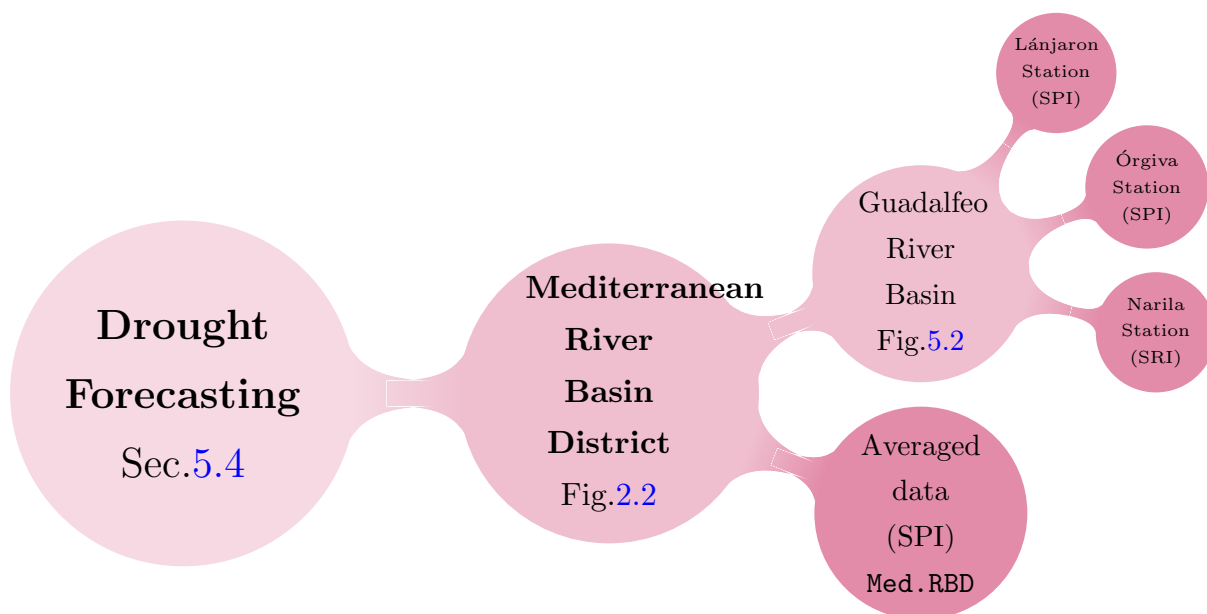 Drought
Forecasting
Sec.5.4
Mediterranean
River
Basin
District
Fig.2.2
Guadalfeo
River
Basin
Fig.5.2
Lánjaron
Station
(SPI)
Órgiva
Station
(SPI)
Narila
Station
(SRI)
Averaged
data
(SPI)
Med.RBD